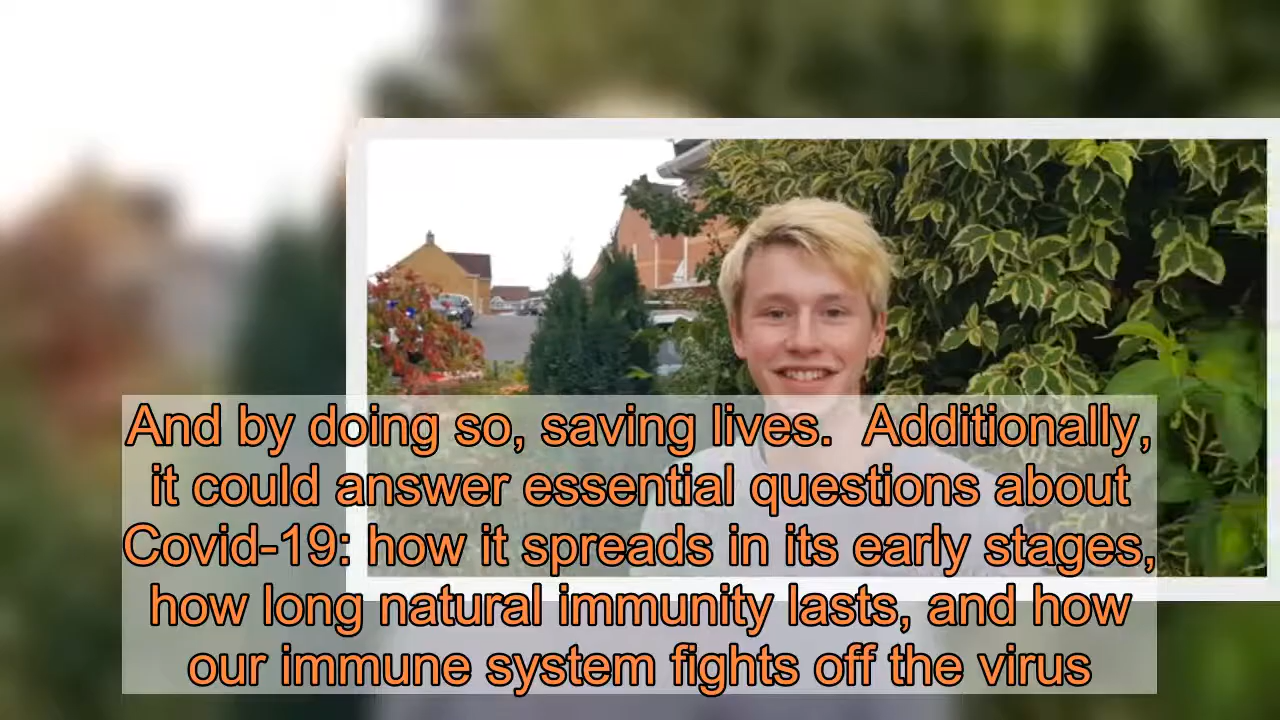 And by doing so, saving lives.  Additionally,
it could answer essential questions about
Covid-19: how it spreads in its early stages,
how long natural immunity lasts, and how
our immune system fights off the virus